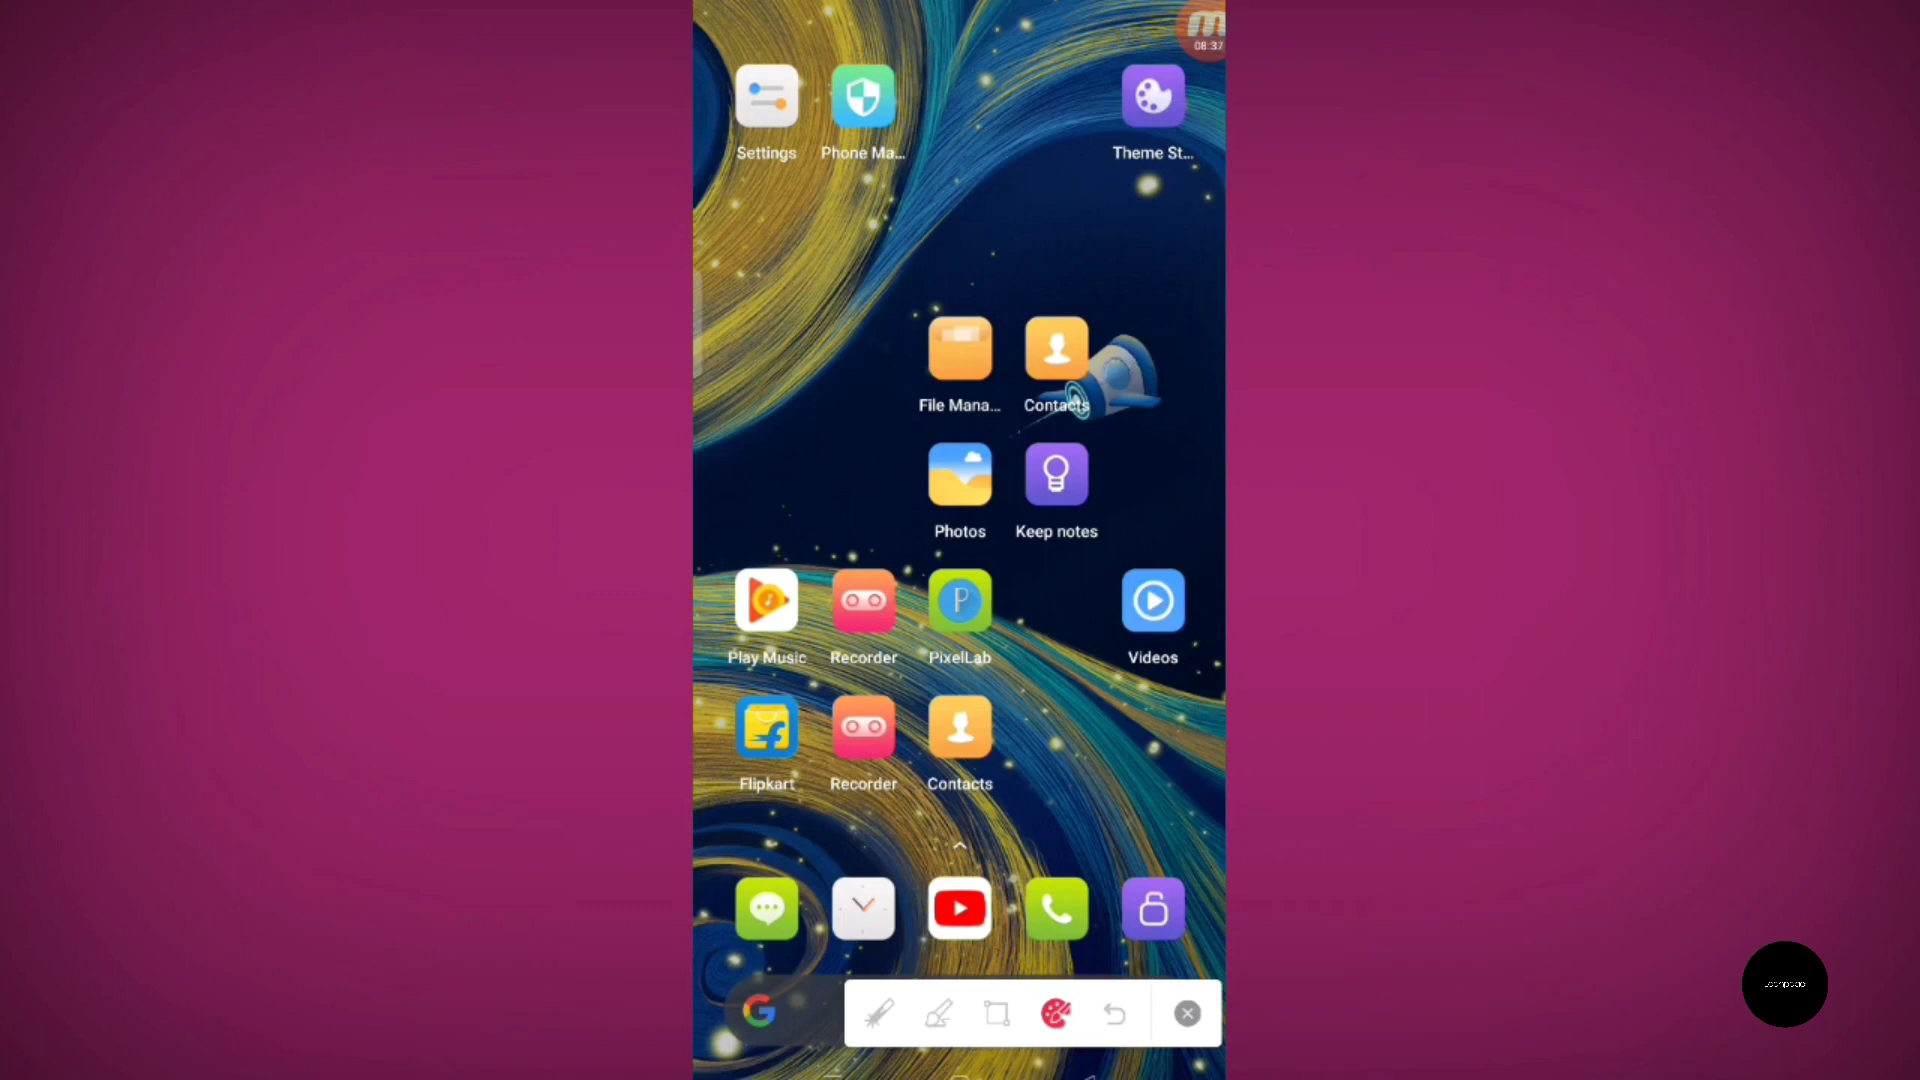 08:37
Settings
Phone Ma...
Theme St...
File Mana...
Contacts
Photos
Keep notes
Play Music
Recorder
PixelLab
Videos
Flipkart
Recorder
Contacts